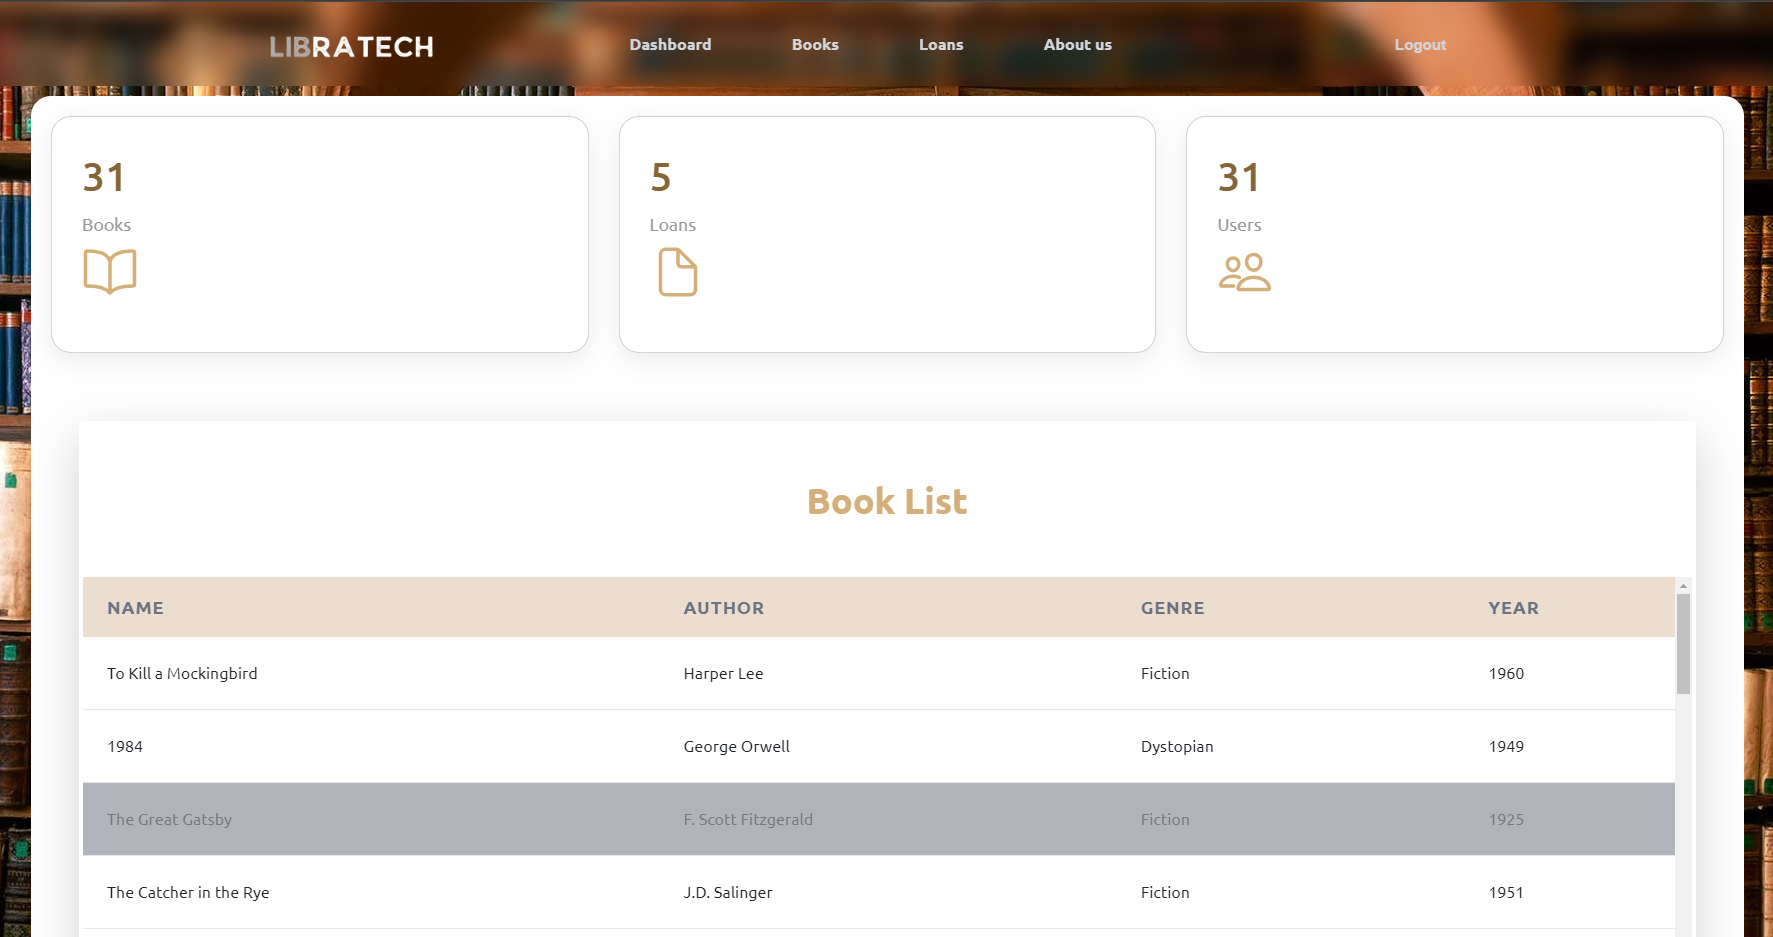 LIBRATECH Dashboard Books Loans About us Logout
31 5 31
Books Loans Users
Book List
NAME AUTHOR GENRE YEAR
To Kill a Mockingbird Harper Lee Fiction 1960
1984 George Orwell Dystopian 1949
The Great Gatsby F. Scott Fitzgerald Fiction 1925
The Catcher in the Rye J.D. Salinger Fiction 1951